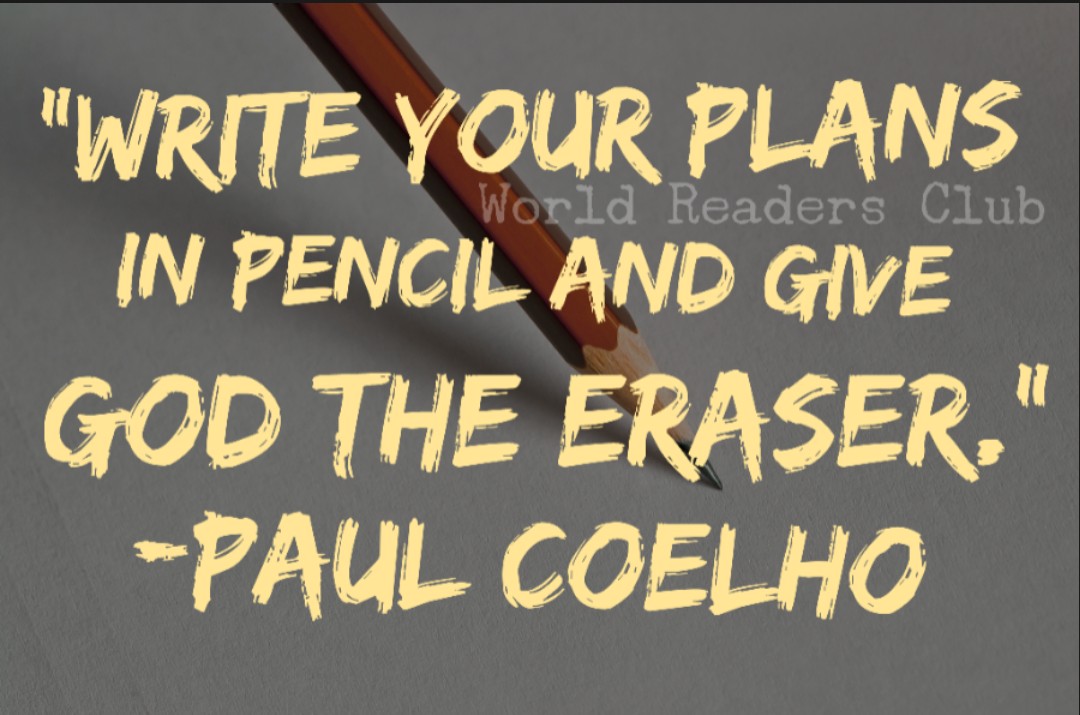 "WRITE YOUR PLANS
World Readers Club
IN PENCIL AND GIVE
GOD THE ERASER."
-PAUL COELHO